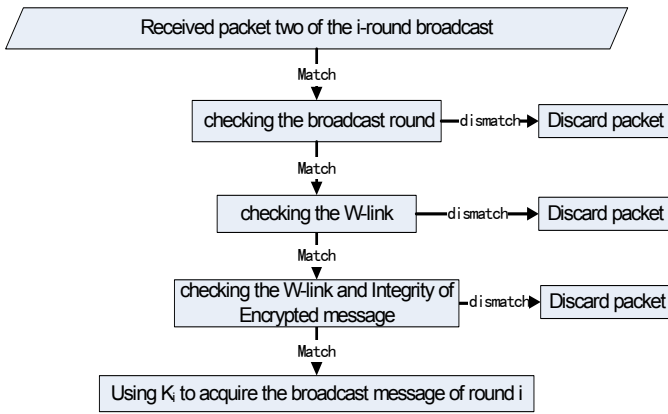 Received packet two of the i-round broadcast
Match
checking the broadcast round
dismatch
Discard packet
Match
checking the W-link
dismatch
Discard packet
Match
checking the W-link and Integrity of
Encrypted message
dismatch
Discard packet
Match
Using Ki to acquire the broadcast message of round i